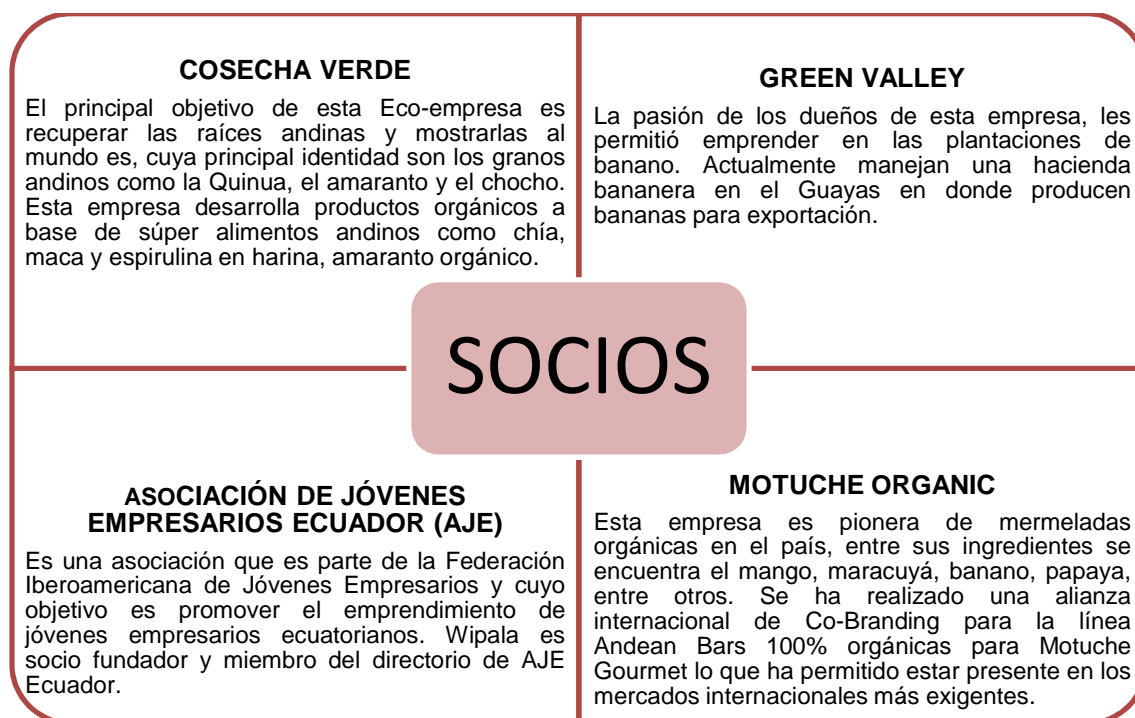 COSECHA VERDE
El principal objetivo de esta Eco-empresa es
recuperar las raíces andinas y mostrarlas al
mundo es, cuya principal identidad son los granos
andinos como la Quinua, el amaranto y el chocho.
Esta empresa desarrolla productos orgánicos a
base de súper alimentos andinos como chía,
maca y espirulina en harina, amaranto orgánico.
GREEN VALLEY
La pasión de los dueños de esta empresa, les
permitió emprender en las plantaciones de
banano. Actualmente manejan una hacienda
bananera en el Guayas en donde producen
bananas para exportación.
SOCIOS
ASOCIACIÓN DE JÓVENES
EMPRESARIOS ECUADOR (AJE)
Es una asociación que es parte de la Federación
Iberoamericana de Jóvenes Empresarios y cuyo
objetivo es promover el emprendimiento de
jóvenes empresarios ecuatorianos. Wipala es
socio fundador y miembro del directorio de AJE
Ecuador.
MOTUCHE ORGANIC
Esta empresa es pionera de mermeladas
orgánicas en el país, entre sus ingredientes se
encuentra el mango, maracuyá, banano, papaya,
entre otros. Se ha realizado una alianza
internacional de Co-Branding para la línea
Andean Bars 100% orgánicas para Motuche
Gourmet lo que ha permitido estar presente en los
mercados internacionales más exigentes.